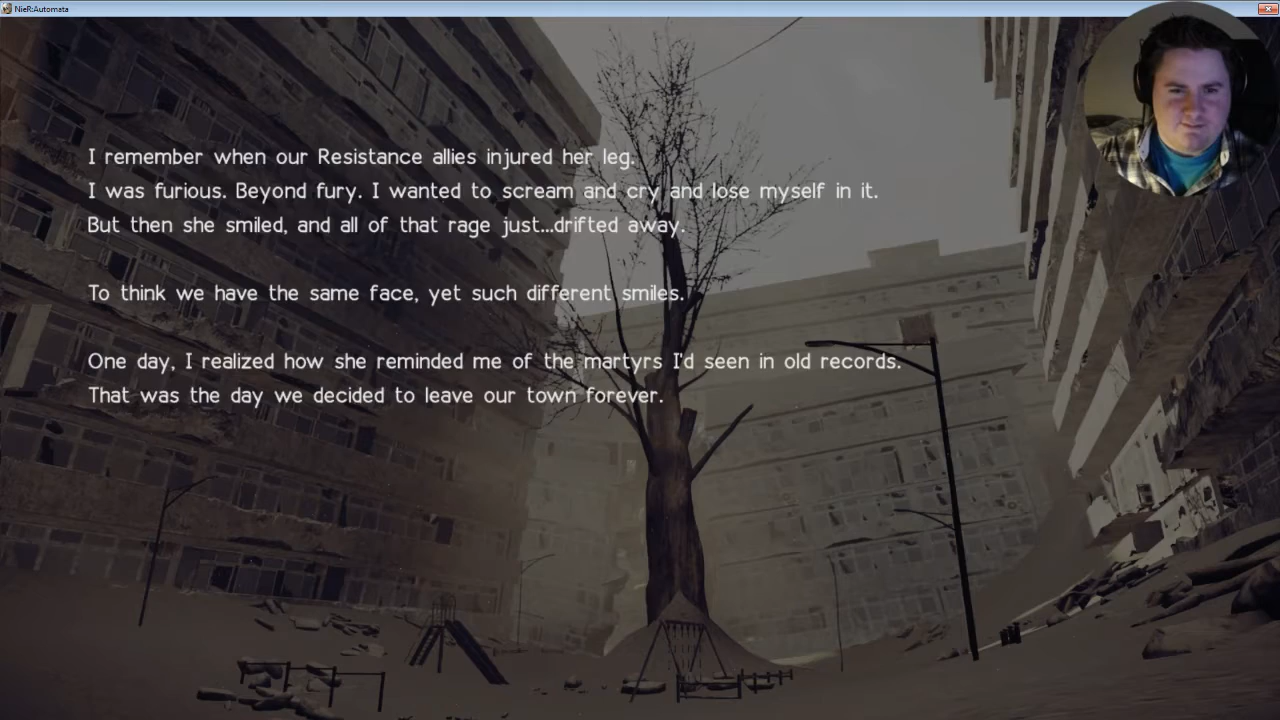 NieR:Automata
I remember when our Resistance allies injured her leg.
I was furious. Beyond fury. I wanted to scream and cry and lose myself in it.
But then she smiled, and all of that rage just...drifted away.
To think we have the same face, yet such different smiles.
One day, I realized how she reminded me of the martyrs I'd seen in old records.
That was the day we decided to leave our town forever.